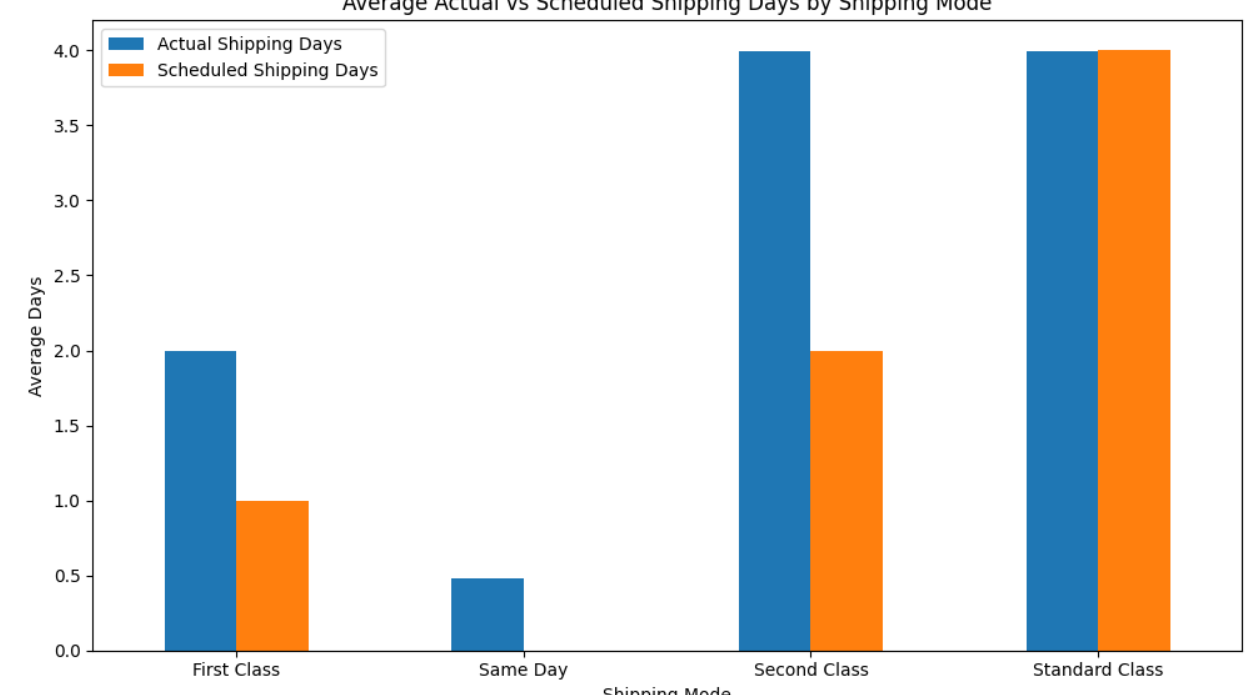 Average Actual vs Scheduled Shipping Days by Shipping Mode
Actual Shipping Days
Scheduled Shipping Days
4.0
3.5
3.0
2.5
2.0
1.5
1.0
0.5
0.0
Average Days
First Class
Same Day
Second Class
Standard Class
Shipping Mode